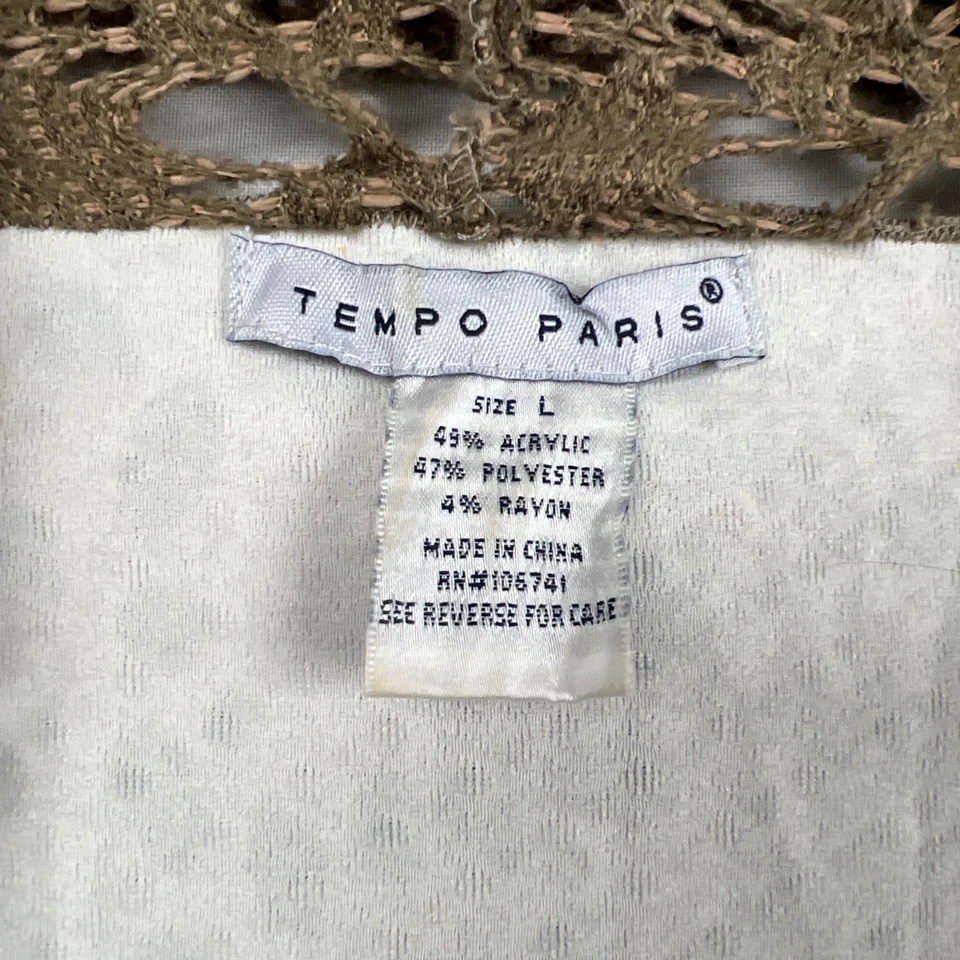 TEMPO PARIS®
SIZE L
49% ACRYLIC
47% POLYESTER
4% RAYON
MADE IN CHINA
RN#106741
SEE REVERSE FOR CARE